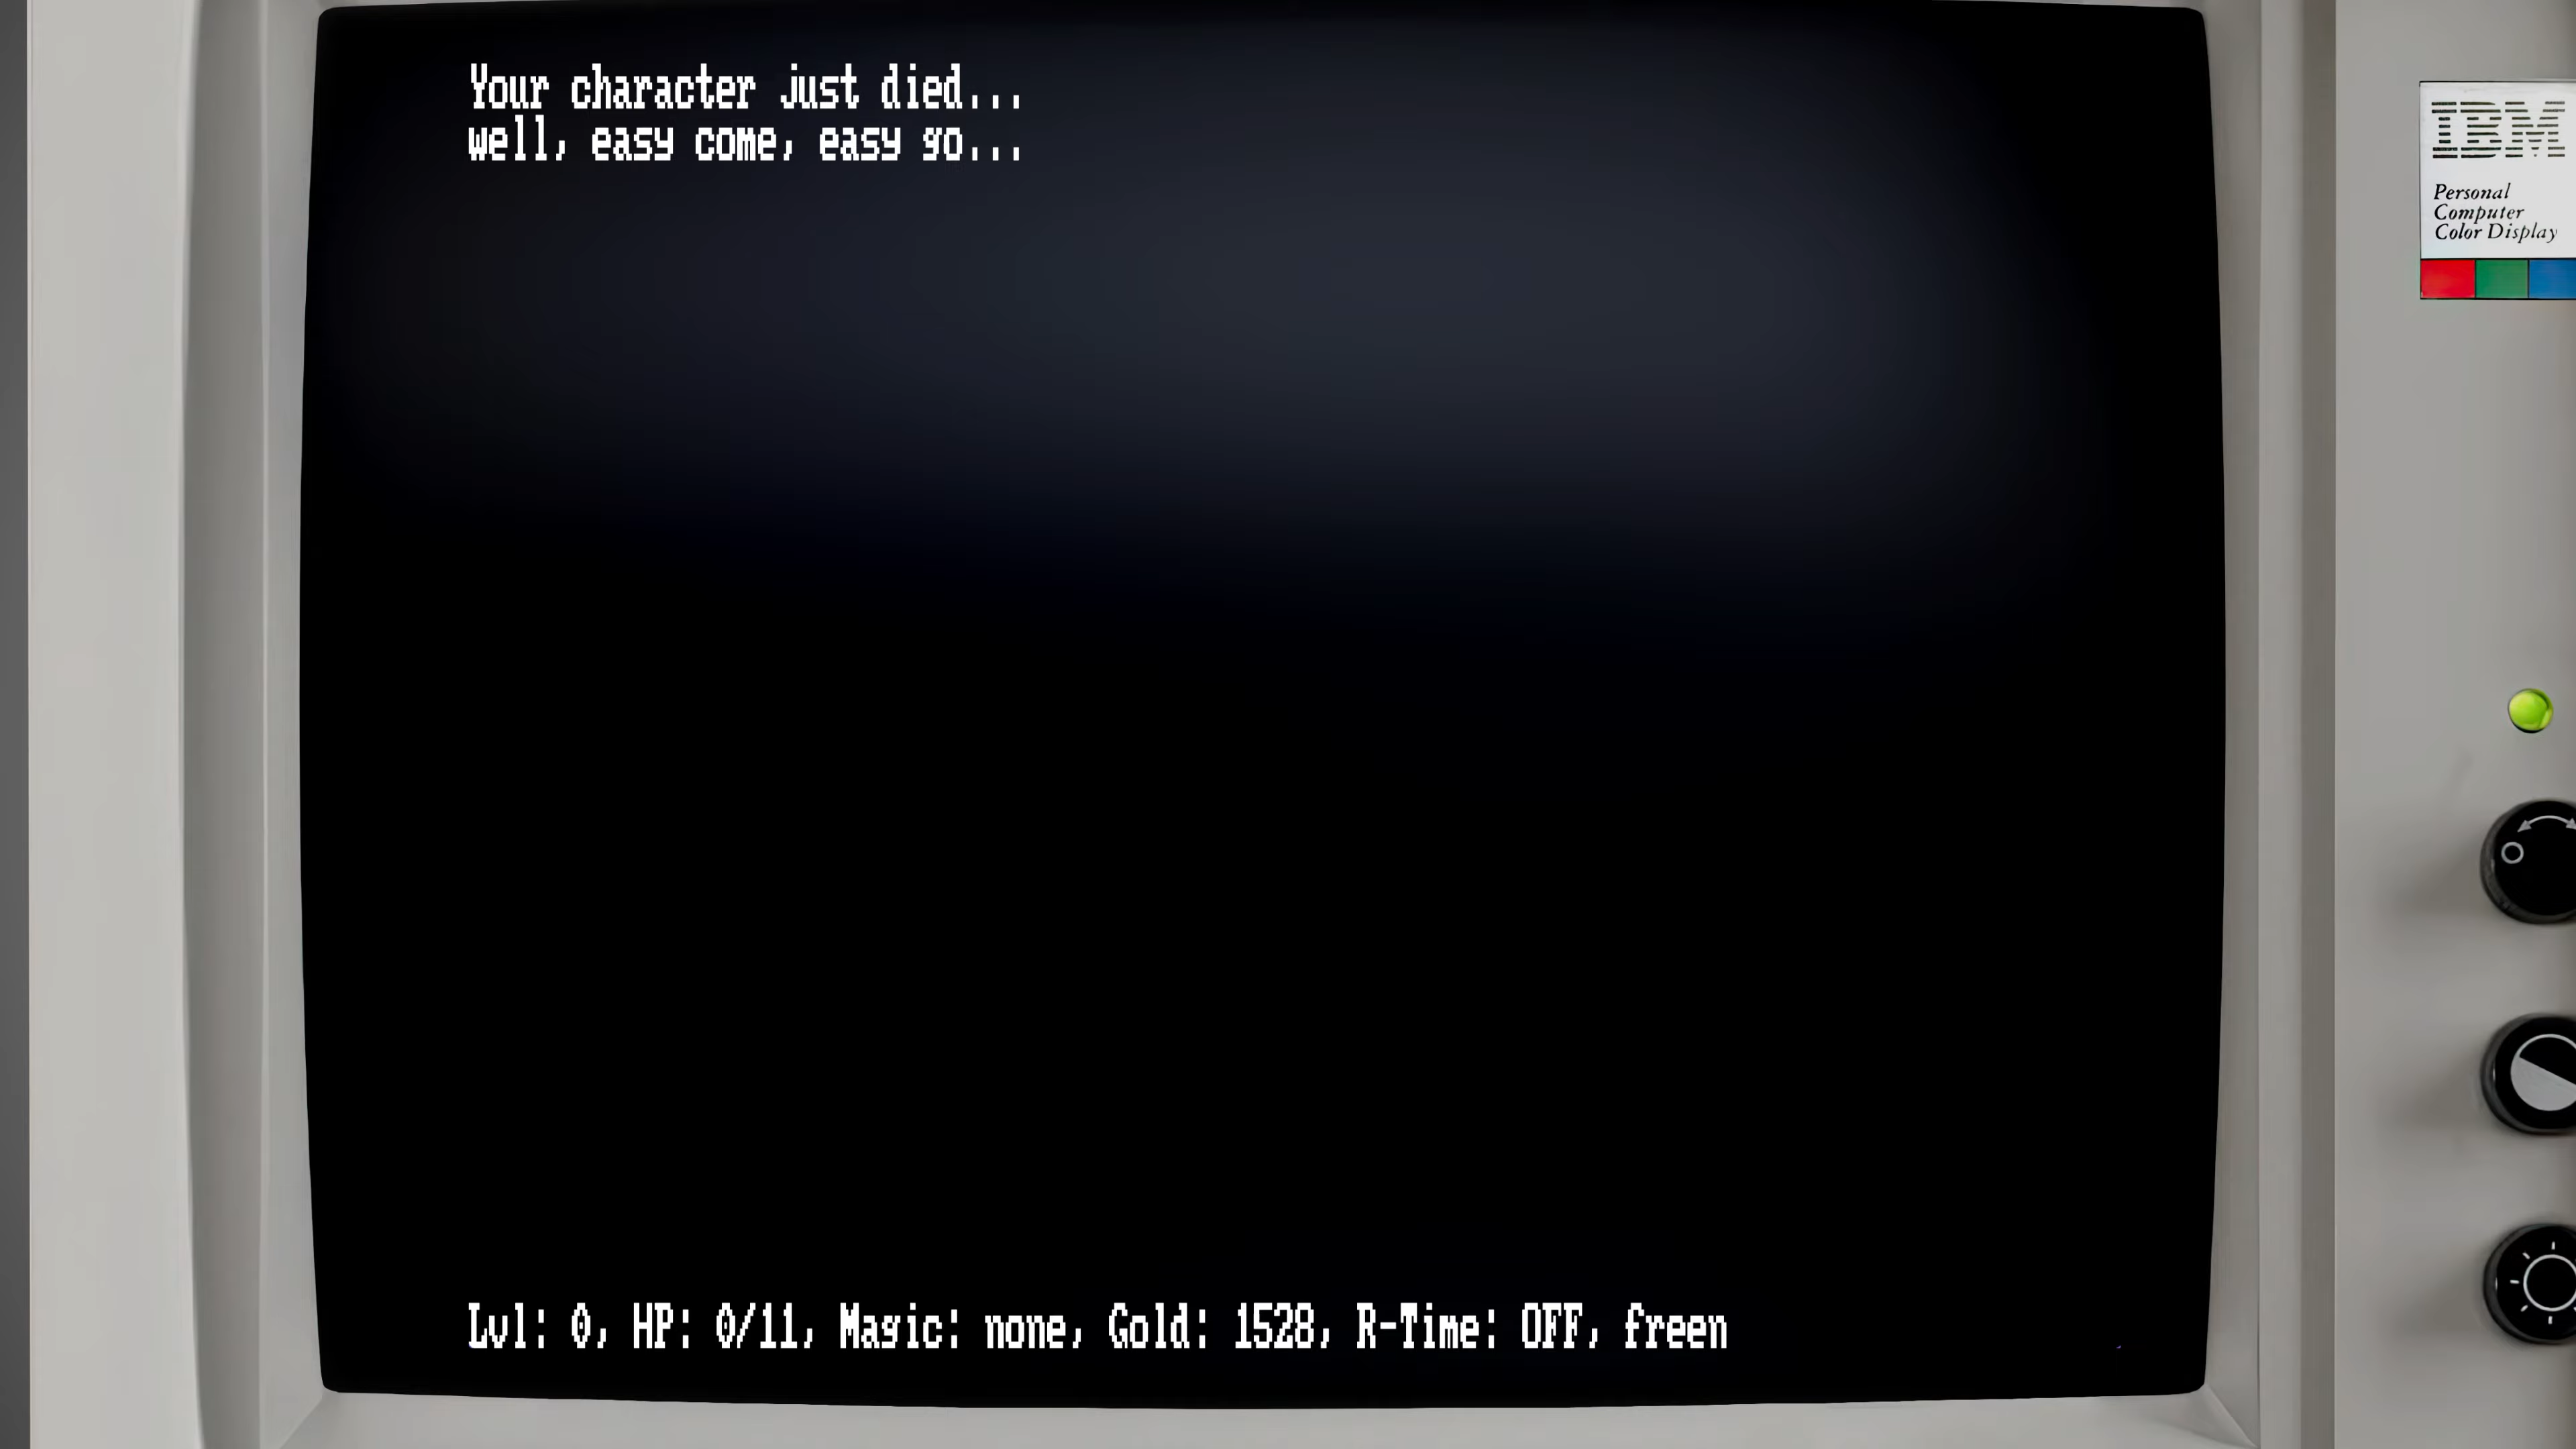 Your character just died...
well, easy come, easy go...
IBM
Personal
Computer
Color Display
Lvl: 0, HP: 0/11, Magic: none, Gold: 1528, R-Time: OFF, freen